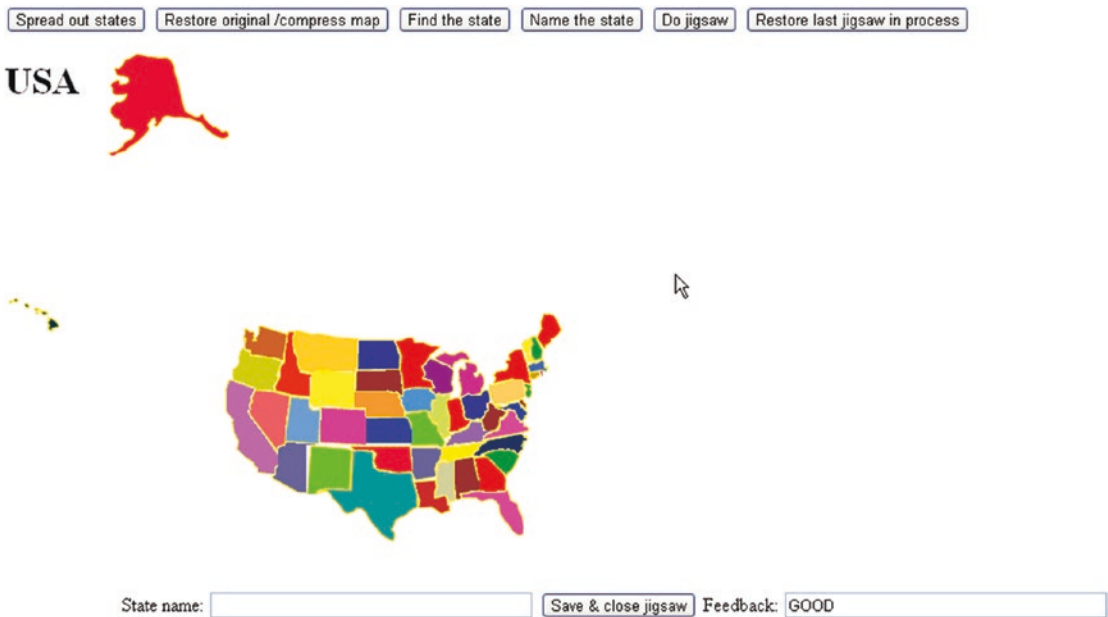 Spread out states Restore original /compress map Find the state Name the state Do jigsaw Restore last jigsaw in process
USA
State name: Save & close jigsaw Feedback: GOOD